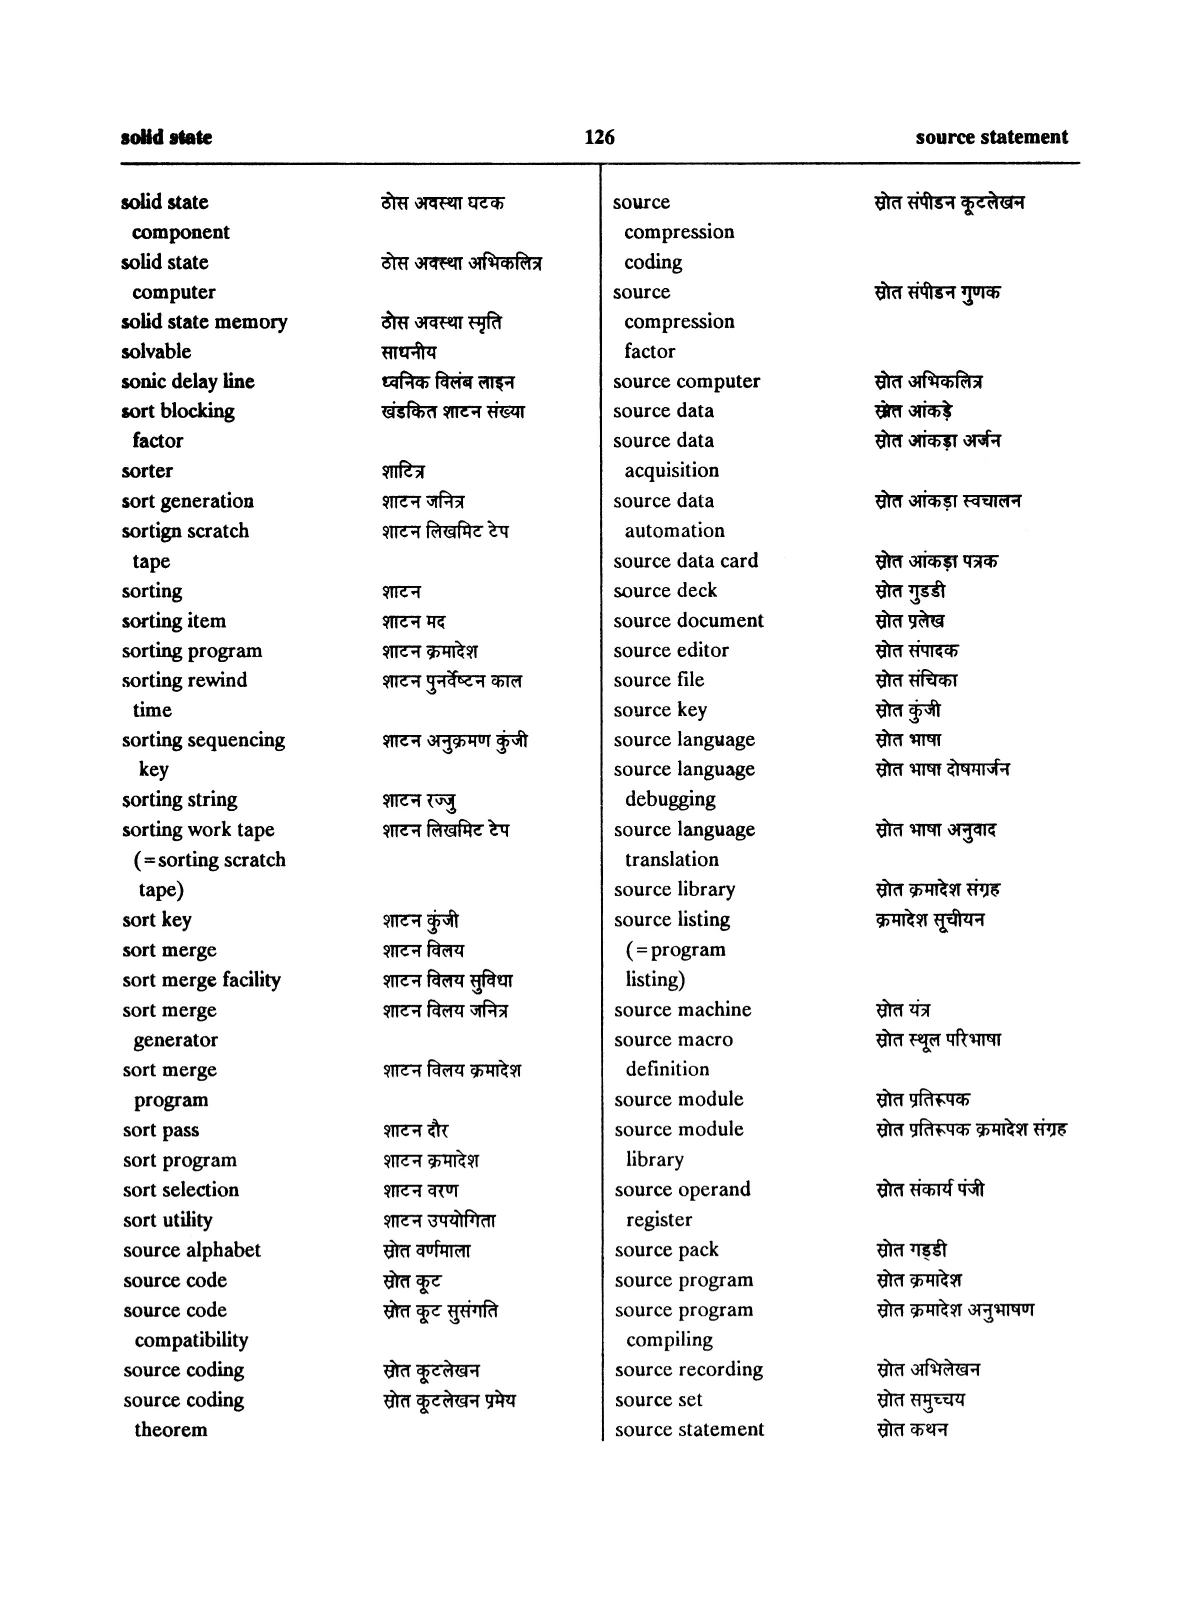 solid state 126 source statement
solid state ठोस अवस्था घटक
component
solid state ठोस अवस्था अभिकलित्र
computer
solid state memory ठोस अवस्था स्मृति
solvable साधनीय
sonic delay line ध्वनिक विलंब लाइन
sort blocking खंडकित शाटन संख्या
factor
sorter शाटित्र
sort generation शाटन जनित्र
sortign scratch शाटन लिखमिट टेप
tape
sorting शाटन
sorting item शाटन मद
sorting program शाटन क्रमादेश
sorting rewind शाटन पुनर्वेष्टन काल
time
sorting sequencing शाटन अनुक्रमण कुंजी
key
sorting string शाटन रज्जु
sorting work tape शाटन लिखमिट टेप
(=sorting scratch
tape)
sort key शाटन कुंजी
sort merge शाटन विलय
sort merge facility शाटन विलय सुविधा
sort merge शाटन विलय जनित्र
generator
sort merge शाटन विलय क्रमादेश
program
sort pass शाटन दौर
sort program शाटन क्रमादेश
sort selection शाटन वरण
sort utility शाटन उपयोगिता
source alphabet स्रोत वर्णमाला
source code स्रोत कूट
source code स्रोत कूट सुसंगति
compatibility
source coding स्रोत कूटलेखन
source coding स्रोत कूटलेखन प्रमेय
theorem
source स्रोत संपीडन कूटलेखन
compression
coding
source स्रोत संपीडन गुणक
compression
factor
source computer स्रोत अभिकलित्र
source data स्रोत आंकड़े
source data स्रोत आंकड़ा अर्जन
acquisition
source data स्रोत आंकड़ा स्वचालन
automation
source data card स्रोत आंकड़ा पत्रक
source deck स्रोत गुडडी
source document स्रोत प्रलेख
source editor स्रोत संपादक
source file स्रोत संचिका
source key स्रोत कुंजी
source language स्रोत भाषा
source language स्रोत भाषा दोषमार्जन
debugging
source language स्रोत भाषा अनुवाद
translation
source library स्रोत क्रमादेश संग्रह
source listing क्रमादेश सूचीयन
(=program
listing)
source machine स्रोत यंत्र
source macro स्रोत स्थूल परिभाषा
definition
source module स्रोत प्रतिरूपक
source module स्रोत प्रतिरूपक क्रमादेश संग्रह
library
source operand स्रोत संकार्य पंजी
register
source pack स्रोत गड्डी
source program स्रोत क्रमादेश
source program स्रोत क्रमादेश अनुभाषण
compiling
source recording स्रोत अभिलेखन
source set स्रोत समुच्चय
source statement स्रोत कथन